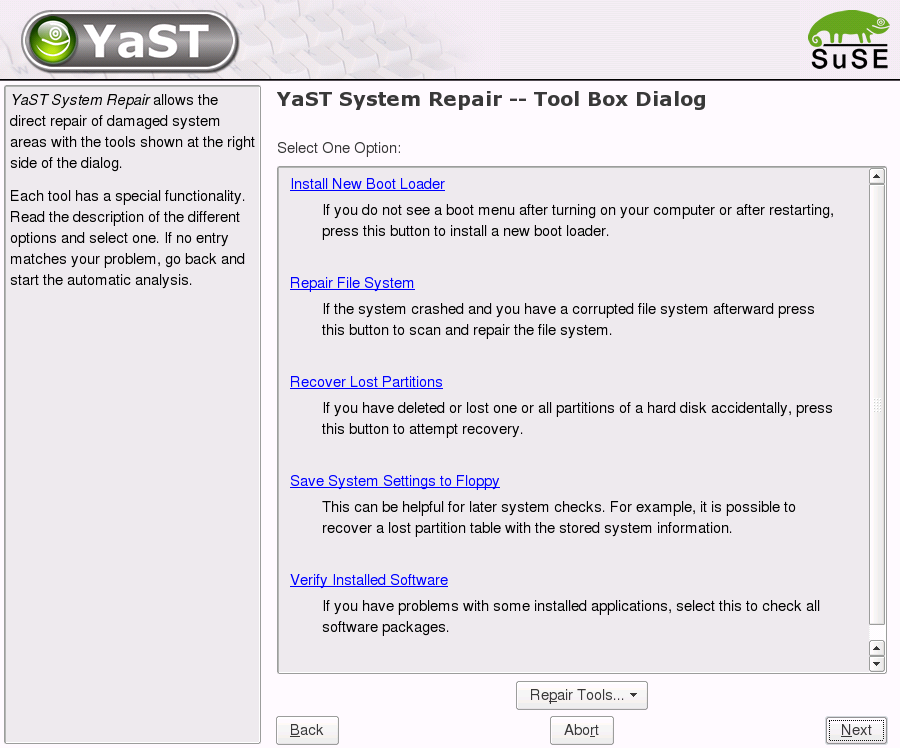 YaST
SuSE
YaST System Repair allows the
direct repair of damaged system
areas with the tools shown at the right
side of the dialog.
Each tool has a special functionality.
Read the description of the different
options and select one. If no entry
matches your problem, go back and
start the automatic analysis.
YaST System Repair -- Tool Box Dialog
Select One Option:
Install New Boot Loader
If you do not see a boot menu after turning on your computer or after restarting,
press this button to install a new boot loader.
Repair File System
If the system crashed and you have a corrupted file system afterward press
this button to scan and repair the file system.
Recover Lost Partitions
If you have deleted or lost one or all partitions of a hard disk accidentally, press
this button to attempt recovery.
Save System Settings to Floppy
This can be helpful for later system checks. For example, it is possible to
recover a lost partition table with the stored system information.
Verify Installed Software
If you have problems with some installed applications, select this to check all
software packages.
Repair Tools...
Back
Abort
Next